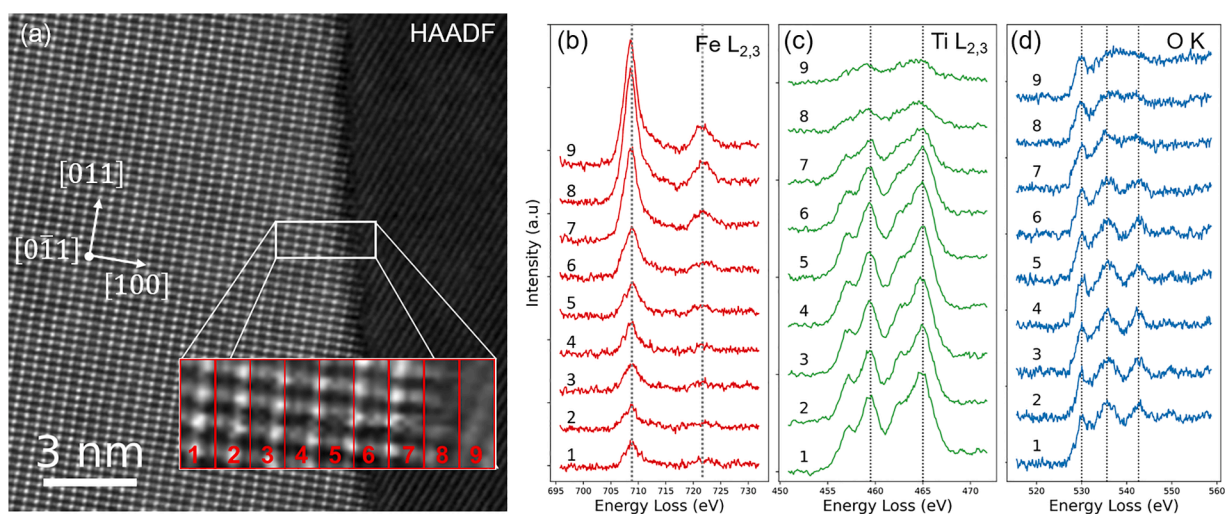 (a)
HAADF
[011]
[01̄1]
[100]
3 nm
1 2 3 4 5 6 7 8 9
(b)
Fe L2,3
Intensity (a.u)
9
8
7
6
5
4
3
2
1
695 700 705 710 715 720 725 730
Energy Loss (eV)
(c)
Ti L2,3
9
8
7
6
5
4
3
2
1
450 455 460 465 470
Energy Loss (eV)
(d)
O K
9
8
7
6
5
4
3
2
1
520 530 540 550 560
Energy Loss (eV)